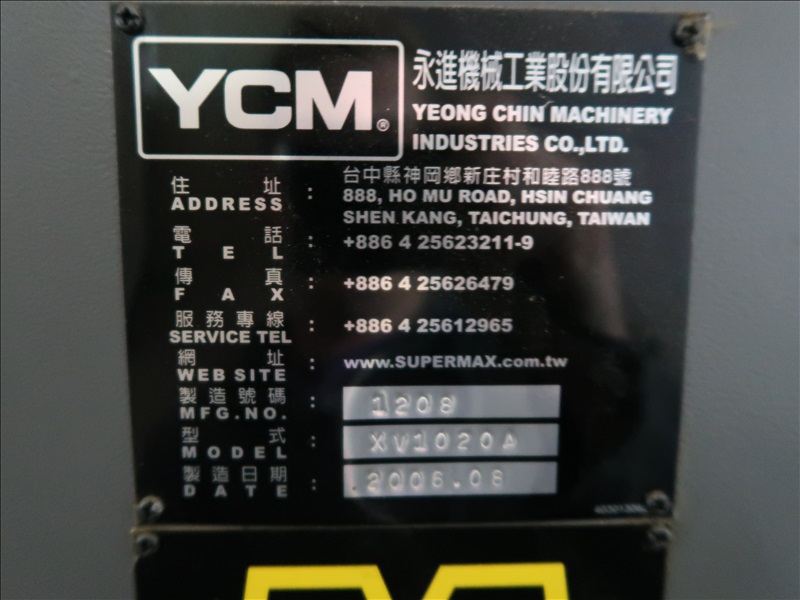 YCM®
永進機械工業股份有限公司
YEONG CHIN MACHINERY
INDUSTRIES CO.,LTD.
住址 : 台中縣神岡鄉新庄村和睦路888號
ADDRESS 888, HO MU ROAD, HSIN CHUANG
SHEN KANG, TAICHUNG, TAIWAN
電話 : +886 4 25623211-9
TEL
傳真 : +886 4 25626479
FAX
服務專線 : +886 4 25612965
SERVICE TEL
網址 : www.SUPERMAX.com.tw
WEB SITE
製造號碼 : 1208
MFG.NO.
型式 : XV1020A
MODEL
製造日期 : 2006.08
DATE